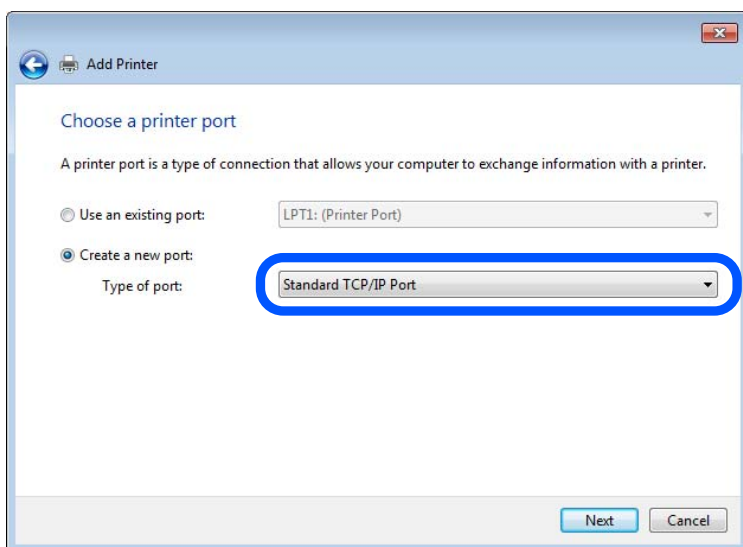 Add Printer
Choose a printer port
A printer port is a type of connection that allows your computer to exchange information with a printer.
Use an existing port:
LPT1: (Printer Port)
Create a new port:
Type of port:
Standard TCP/IP Port
Next
Cancel